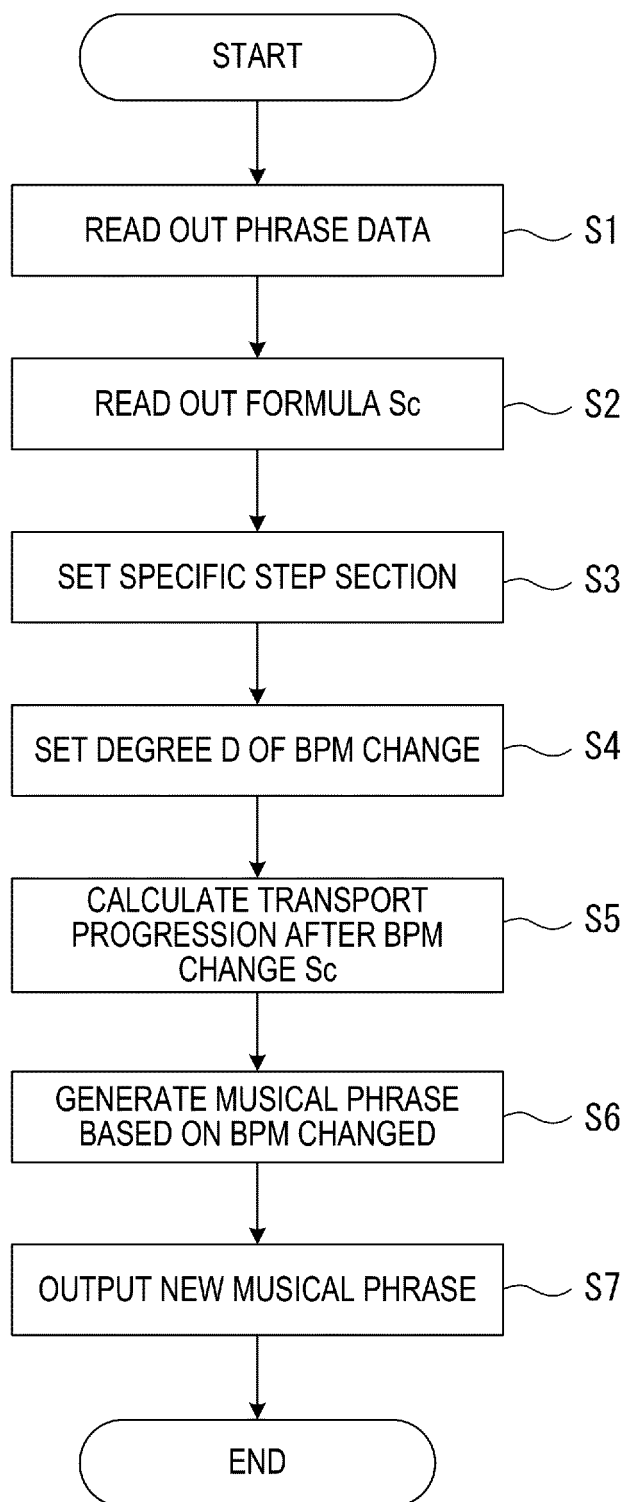 START
READ OUT PHRASE DATA
S1
READ OUT FORMULA Sc
S2
SET SPECIFIC STEP SECTION
S3
SET DEGREE D OF BPM CHANGE
S4
CALCULATE TRANSPORT
PROGRESSION AFTER BPM
CHANGE Sc
S5
GENERATE MUSICAL PHRASE
BASED ON BPM CHANGED
S6
OUTPUT NEW MUSICAL PHRASE
S7
END